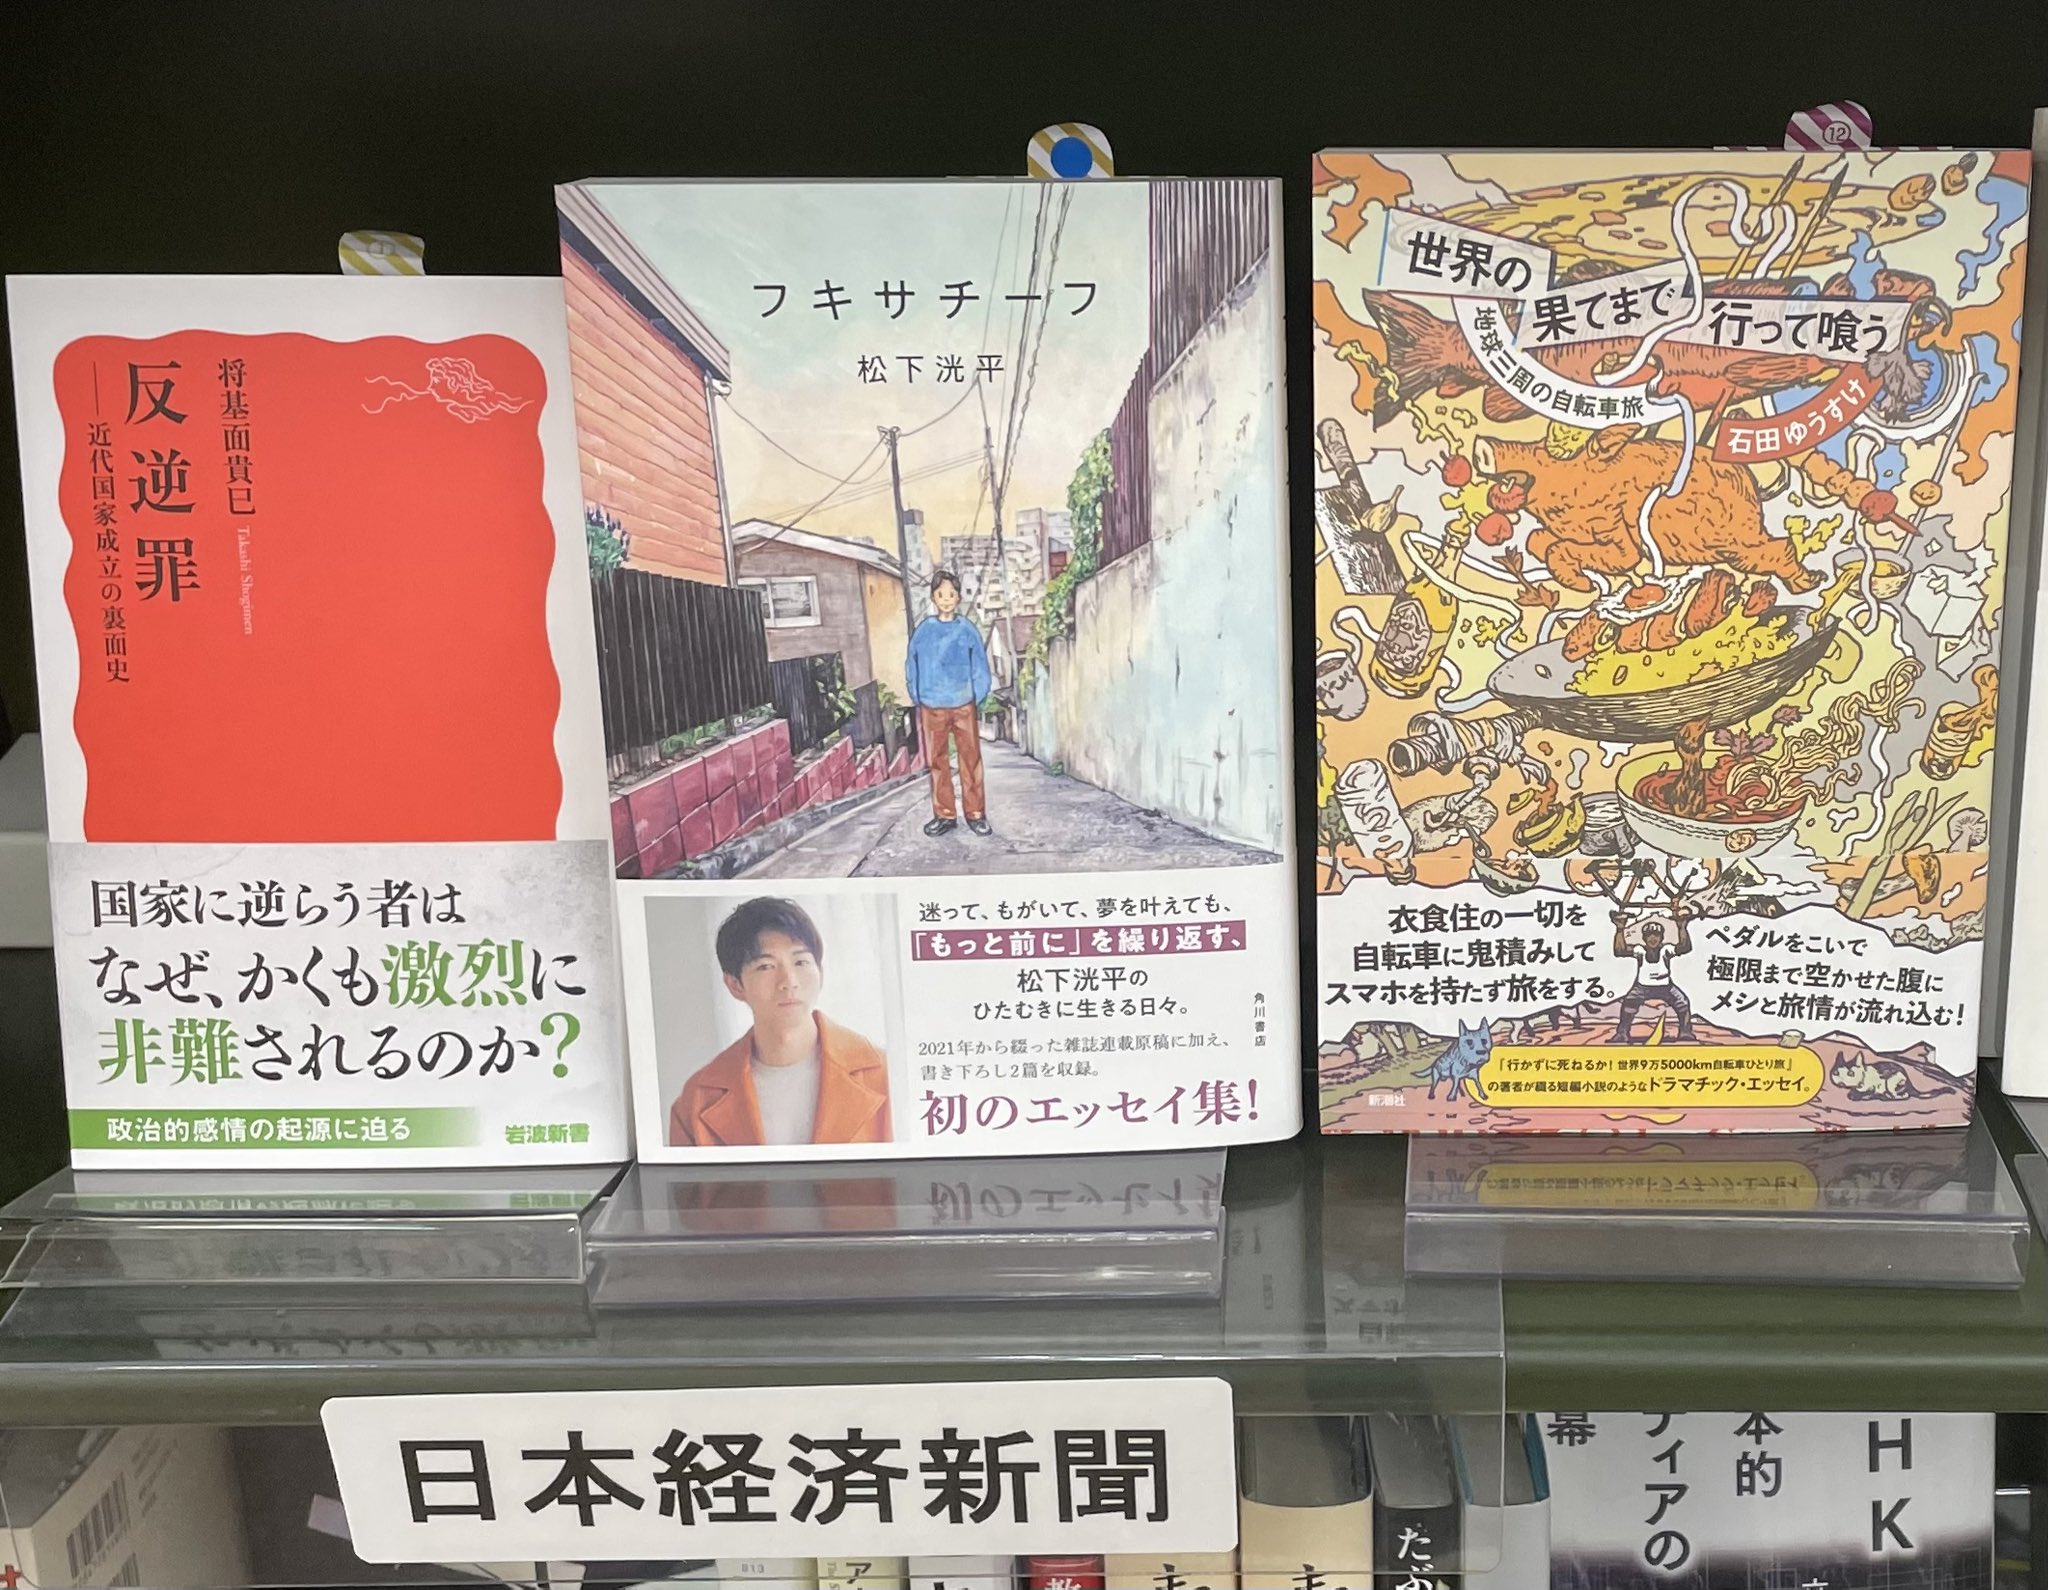 将基面貴巳
Takashi Shogimen
反逆罪
──近代国家成立の裏面史
国家に逆らう者は
なぜ、かくも激烈に
非難されるのか?
政治的感情の起源に迫る
岩波新書
フキサチーフ
松下洸平
迷って、もがいて、夢を叶えても、
「もっと前に」を繰り返す、
松下洸平の
ひたむきに生きる日々。
2021年から綴った雑誌連載原稿に加え、
書き下ろし2篇を収録。
初のエッセイ集!
角川書店
12
世界の
果てまで
行って喰う
地球三周の自転車旅
石田ゆうすけ
衣食住の一切を
自転車に鬼積みして
スマホを持たず旅をする。
ペダルをこいで
極限まで空かせた腹に
メシと旅情が流れ込む!
『行かずに死ねるか! 世界9万5000km自転車ひとり旅』
の著者が綴る短編小説のようなドラマチック・エッセイ。
新潮社
日本経済新聞
HK
本的
ディアの
幕